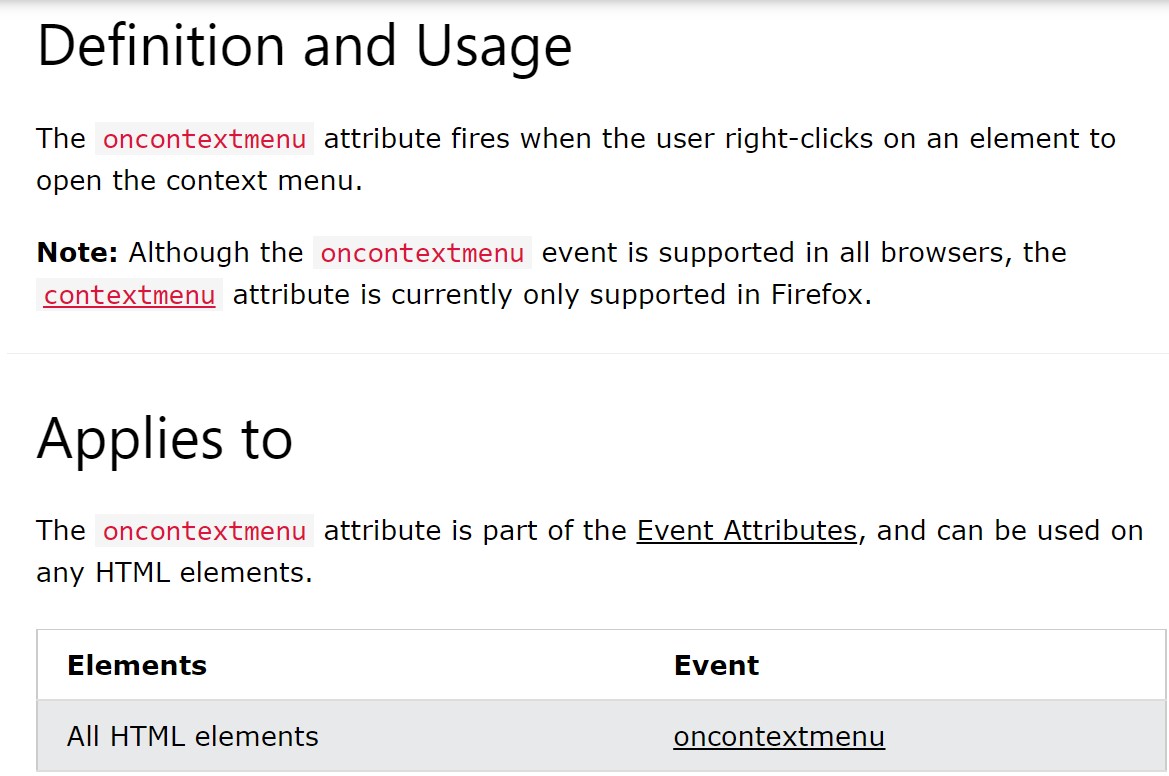 Definition and Usage
The oncontextmenu attribute fires when the user right-clicks on an element to
open the context menu.
Note: Although the oncontextmenu event is supported in all browsers, the
contextmenu attribute is currently only supported in Firefox.
Applies to
The oncontextmenu attribute is part of the Event Attributes, and can be used on
any HTML elements.
Elements Event
All HTML elements oncontextmenu